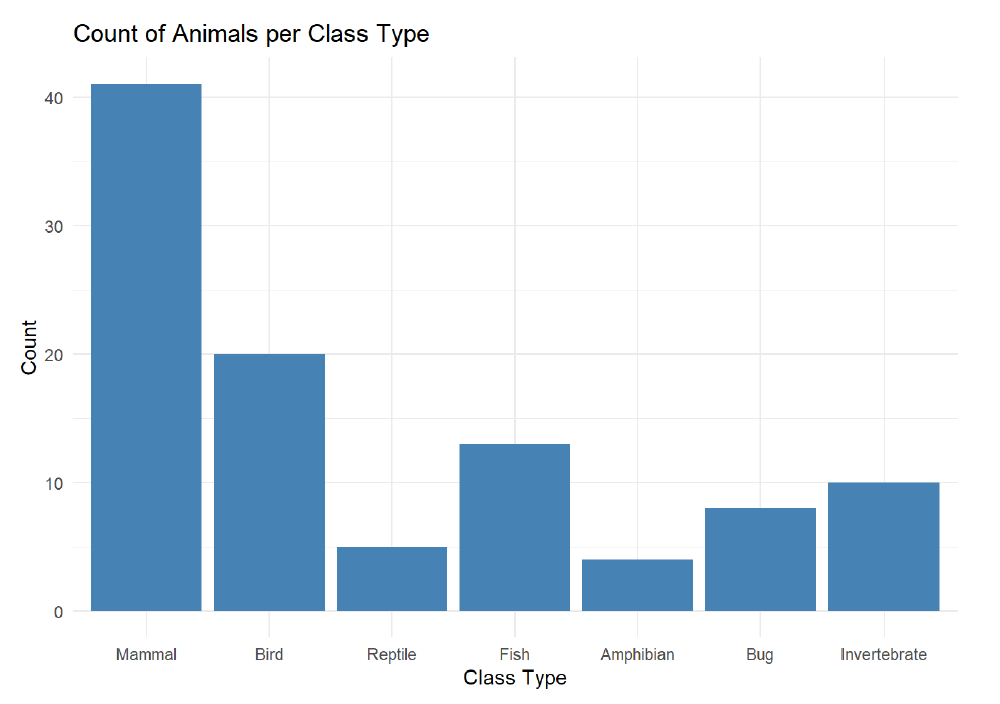 Count of Animals per Class Type
Count
40
30
20
10
0
Mammal Bird Reptile Fish Amphibian Bug Invertebrate
Class Type